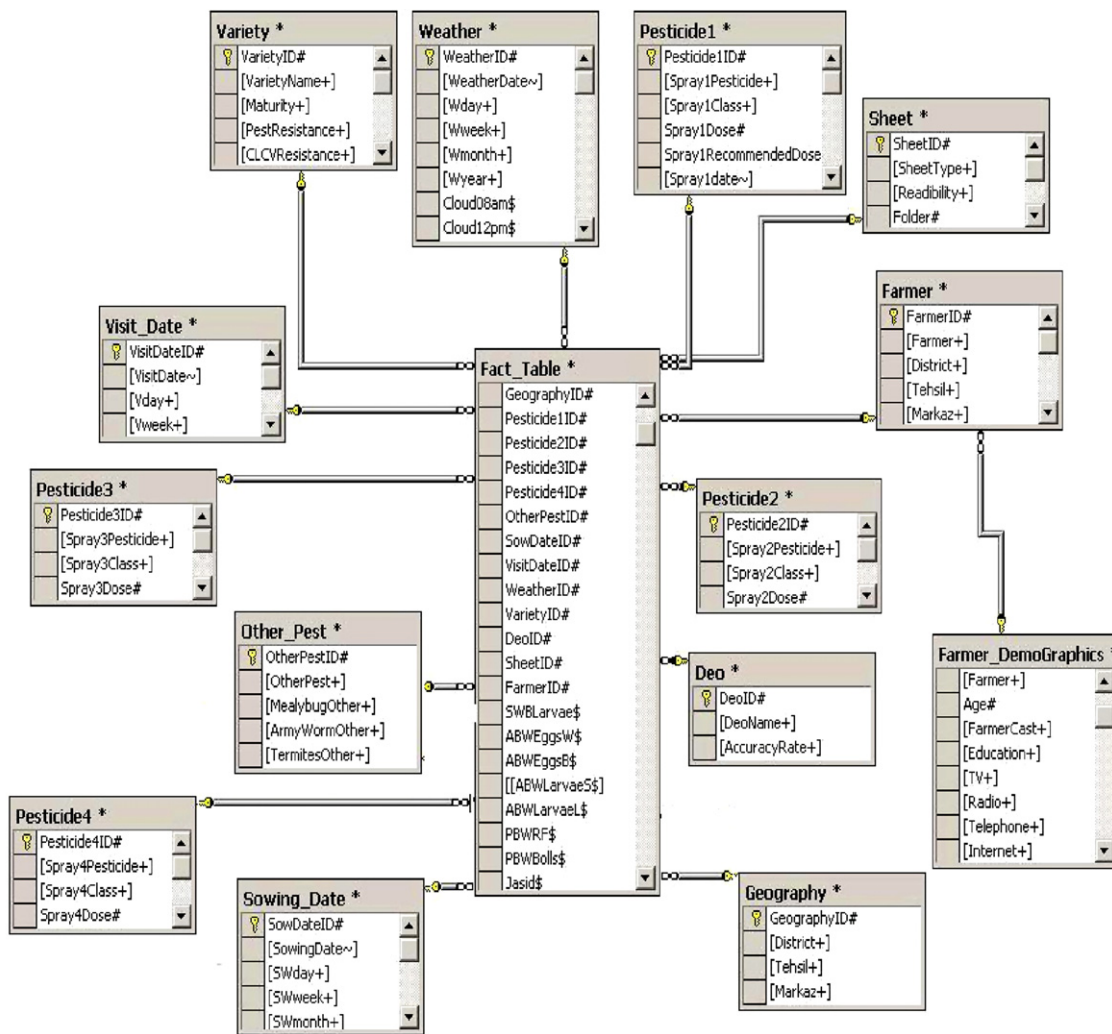 Variety *
VarietyID#
[VarietyName+]
[Maturity+]
[PestResistance+]
[CLCVResistance+]
Weather *
WeatherID#
[WeatherDate~]
[Wday+]
[Wweek+]
[Wmonth+]
[Wyear+]
Cloud08am$
Cloud12pm$
Pesticide1 *
Pesticide1ID#
[Spray1Pesticide+]
[Spray1Class+]
Spray1Dose#
Spray1RecommendedDose
[Spray1date~]
Sheet *
SheetID#
[SheetType+]
[Readibility+]
Folder#
Visit_Date *
VisitDateID#
[VisitDate~]
[Vday+]
[Vweek+]
Fact_Table *
GeographyID#
Pesticide1ID#
Pesticide2ID#
Pesticide3ID#
Pesticide4ID#
OtherPestID#
SowDateID#
VisitDateID#
WeatherID#
VarietyID#
DeoID#
SheetID#
FarmerID#
SWBLarvae$
ABWEggsW$
ABWEggsB$
[[ABWLarvaeS$]
ABWLarvaeL$
PBWRF$
PBWBolls$
Jasid$
Farmer *
FarmerID#
[Farmer+]
[District+]
[Tehsil+]
[Markaz+]
Pesticide3 *
Pesticide3ID#
[Spray3Pesticide+]
[Spray3Class+]
Spray3Dose#
Pesticide2 *
Pesticide2ID#
[Spray2Pesticide+]
[Spray2Class+]
Spray2Dose#
Other_Pest *
OtherPestID#
[OtherPest+]
[MealybugOther+]
[ArmyWormOther+]
[TermitesOther+]
Deo *
DeoID#
[DeoName+]
[AccuracyRate+]
Farmer_DemoGraphics *
[Farmer+]
Age#
[FarmerCast+]
[Education+]
[TV+]
[Radio+]
[Telephone+]
[Internet+]
Pesticide4 *
Pesticide4ID#
[Spray4Pesticide+]
[Spray4Class+]
Spray4Dose#
Sowing_Date *
SowDateID#
[SowingDate~]
[SWday+]
[SWweek+]
[SWmonth+]
Geography *
GeographyID#
[District+]
[Tehsil+]
[Markaz+]